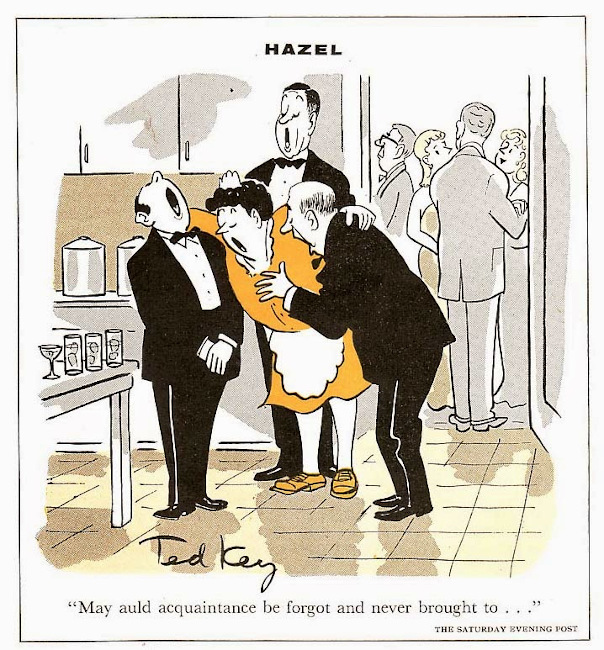 HAZEL
Ted Key
“May auld acquaintance be forgot and never brought to . . .”
THE SATURDAY EVENING POST